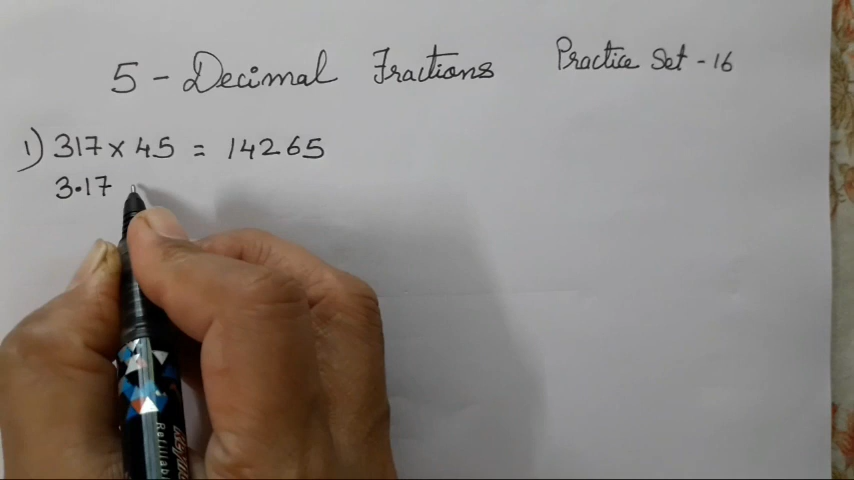 5 - Decimal Fractions Practice Set - 16
1) 317 × 45 = 14265
3.17